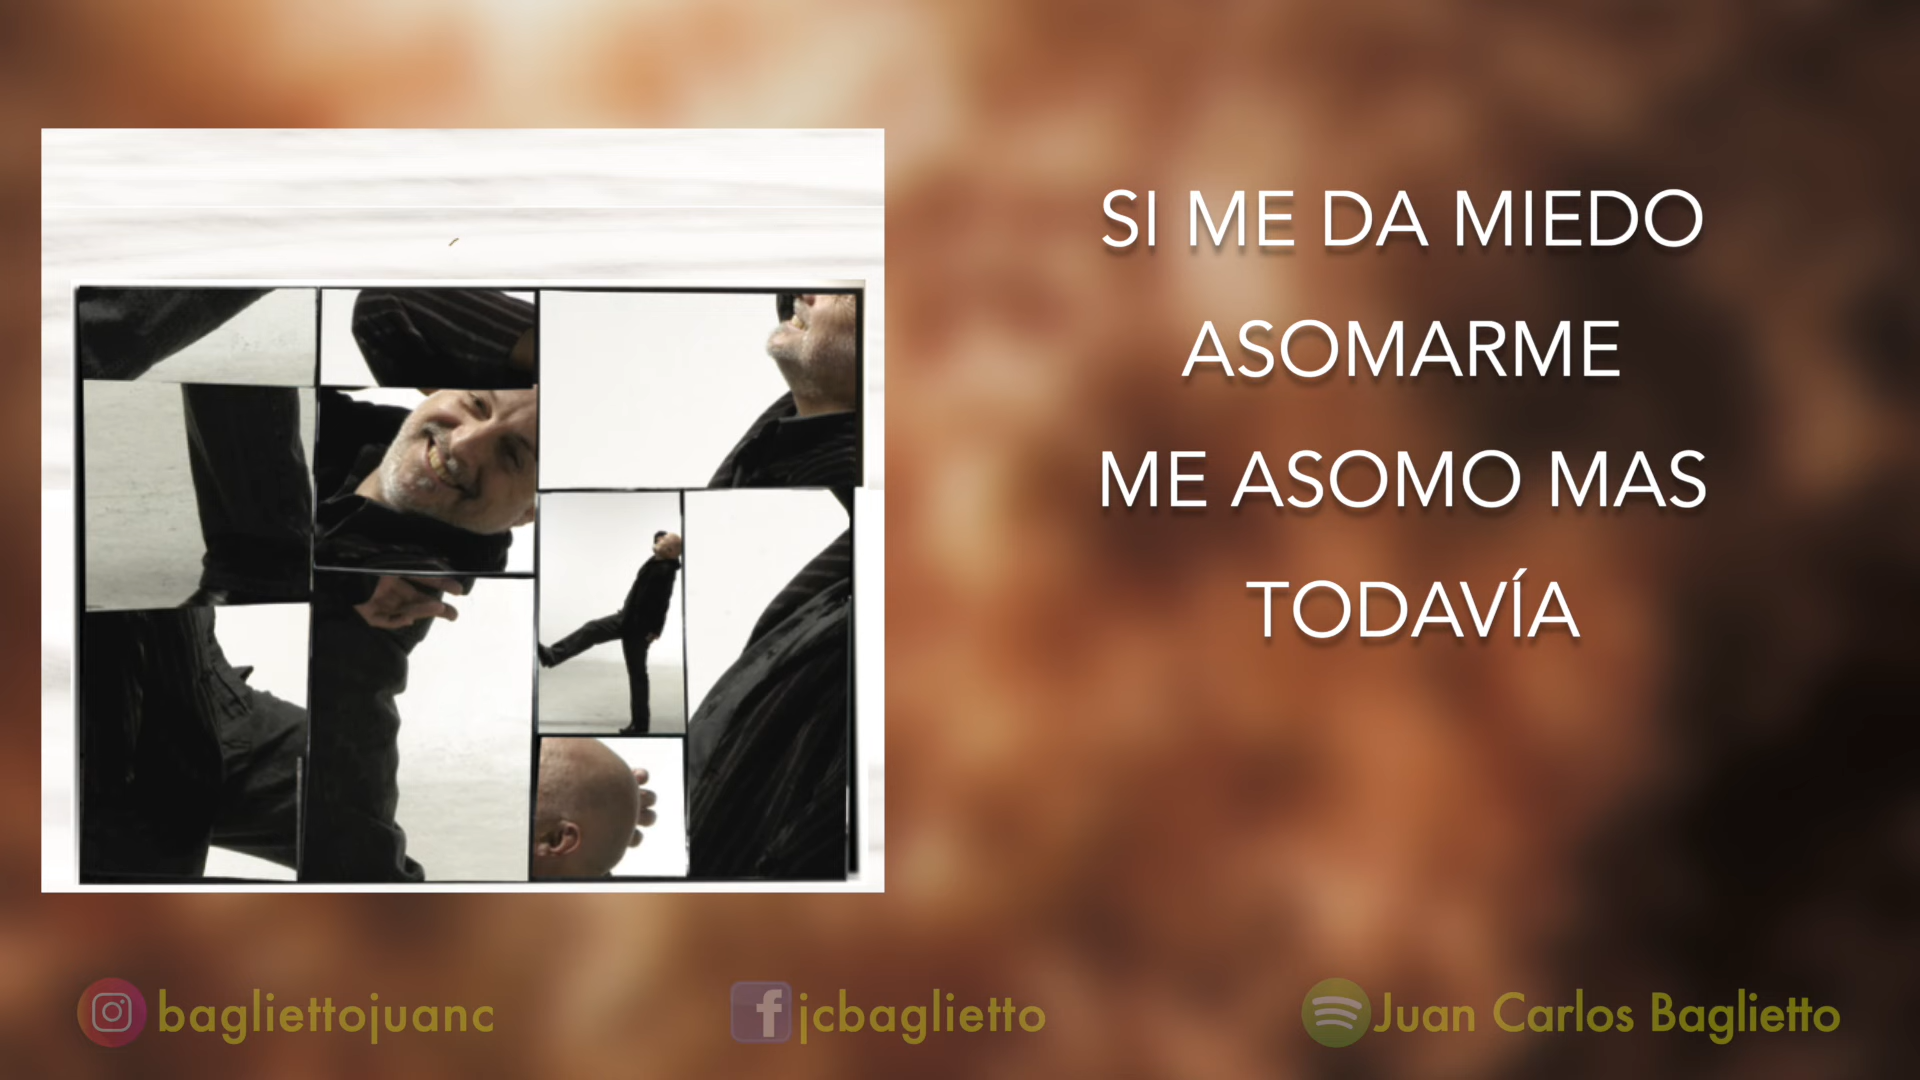 SI ME DA MIEDO
ASOMARME
ME ASOMO MAS
TODAVÍA
bagliettojuanc
jcbaglietto
Juan Carlos Baglietto